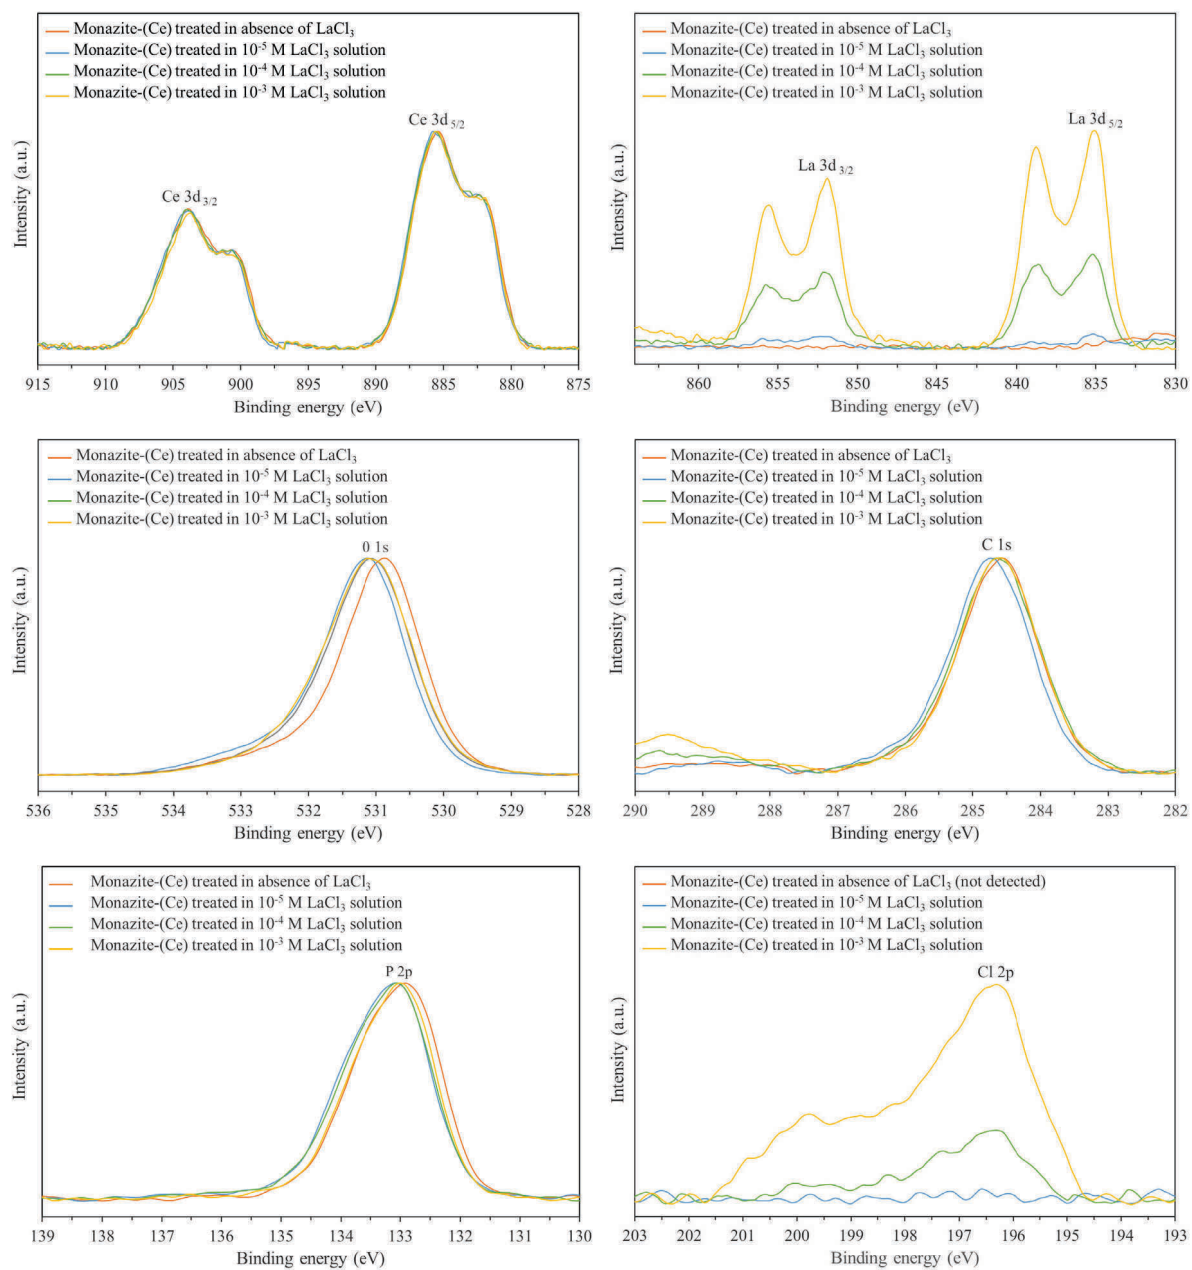 Monazite-(Ce) treated in absence of LaCl3
Monazite-(Ce) treated in 10-5 M LaCl3 solution
Monazite-(Ce) treated in 10-4 M LaCl3 solution
Monazite-(Ce) treated in 10-3 M LaCl3 solution
Ce 3d 5/2
Ce 3d 3/2
Intensity (a.u.)
915 910 905 900 895 890 885 880 875
Binding energy (eV)
Monazite-(Ce) treated in absence of LaCl3
Monazite-(Ce) treated in 10-5 M LaCl3 solution
Monazite-(Ce) treated in 10-4 M LaCl3 solution
Monazite-(Ce) treated in 10-3 M LaCl3 solution
La 3d 5/2
La 3d 3/2
Intensity (a.u.)
860 855 850 845 840 835 830
Binding energy (eV)
Monazite-(Ce) treated in absence of LaCl3
Monazite-(Ce) treated in 10-5 M LaCl3 solution
Monazite-(Ce) treated in 10-4 M LaCl3 solution
Monazite-(Ce) treated in 10-3 M LaCl3 solution
0 1s
Intensity (a.u.)
536 535 534 533 532 531 530 529 528
Binding energy (eV)
Monazite-(Ce) treated in absence of LaCl3
Monazite-(Ce) treated in 10-5 M LaCl3 solution
Monazite-(Ce) treated in 10-4 M LaCl3 solution
Monazite-(Ce) treated in 10-3 M LaCl3 solution
C 1s
Intensity (a.u.)
290 289 288 287 286 285 284 283 282
Binding energy (eV)
Monazite-(Ce) treated in absence of LaCl3
Monazite-(Ce) treated in 10-5 M LaCl3 solution
Monazite-(Ce) treated in 10-4 M LaCl3 solution
Monazite-(Ce) treated in 10-3 M LaCl3 solution
P 2p
Intensity (a.u.)
139 138 137 136 135 134 133 132 131 130
Binding energy (eV)
Monazite-(Ce) treated in absence of LaCl3 (not detected)
Monazite-(Ce) treated in 10-5 M LaCl3 solution
Monazite-(Ce) treated in 10-4 M LaCl3 solution
Monazite-(Ce) treated in 10-3 M LaCl3 solution
Cl 2p
Intensity (a.u.)
203 202 201 200 199 198 197 196 195 194 193
Binding energy (eV)